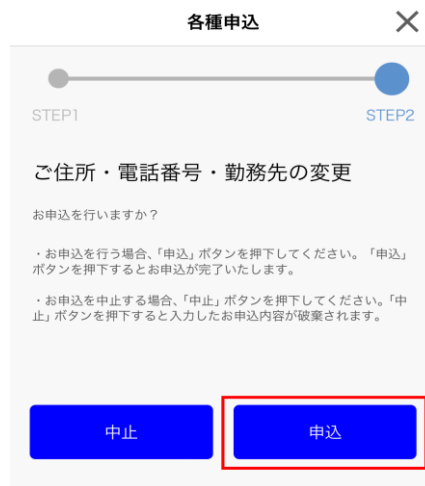 各種申込
STEP1
STEP2
ご住所・電話番号・勤務先の変更
お申込を行いますか？
・お申込を行う場合、「申込」ボタンを押下してください。「申込」
ボタンを押下するとお申込が完了いたします。
・お申込を中止する場合、「中止」ボタンを押下してください。「中
止」ボタンを押下すると入力したお申込内容が破棄されます。
中止
申込